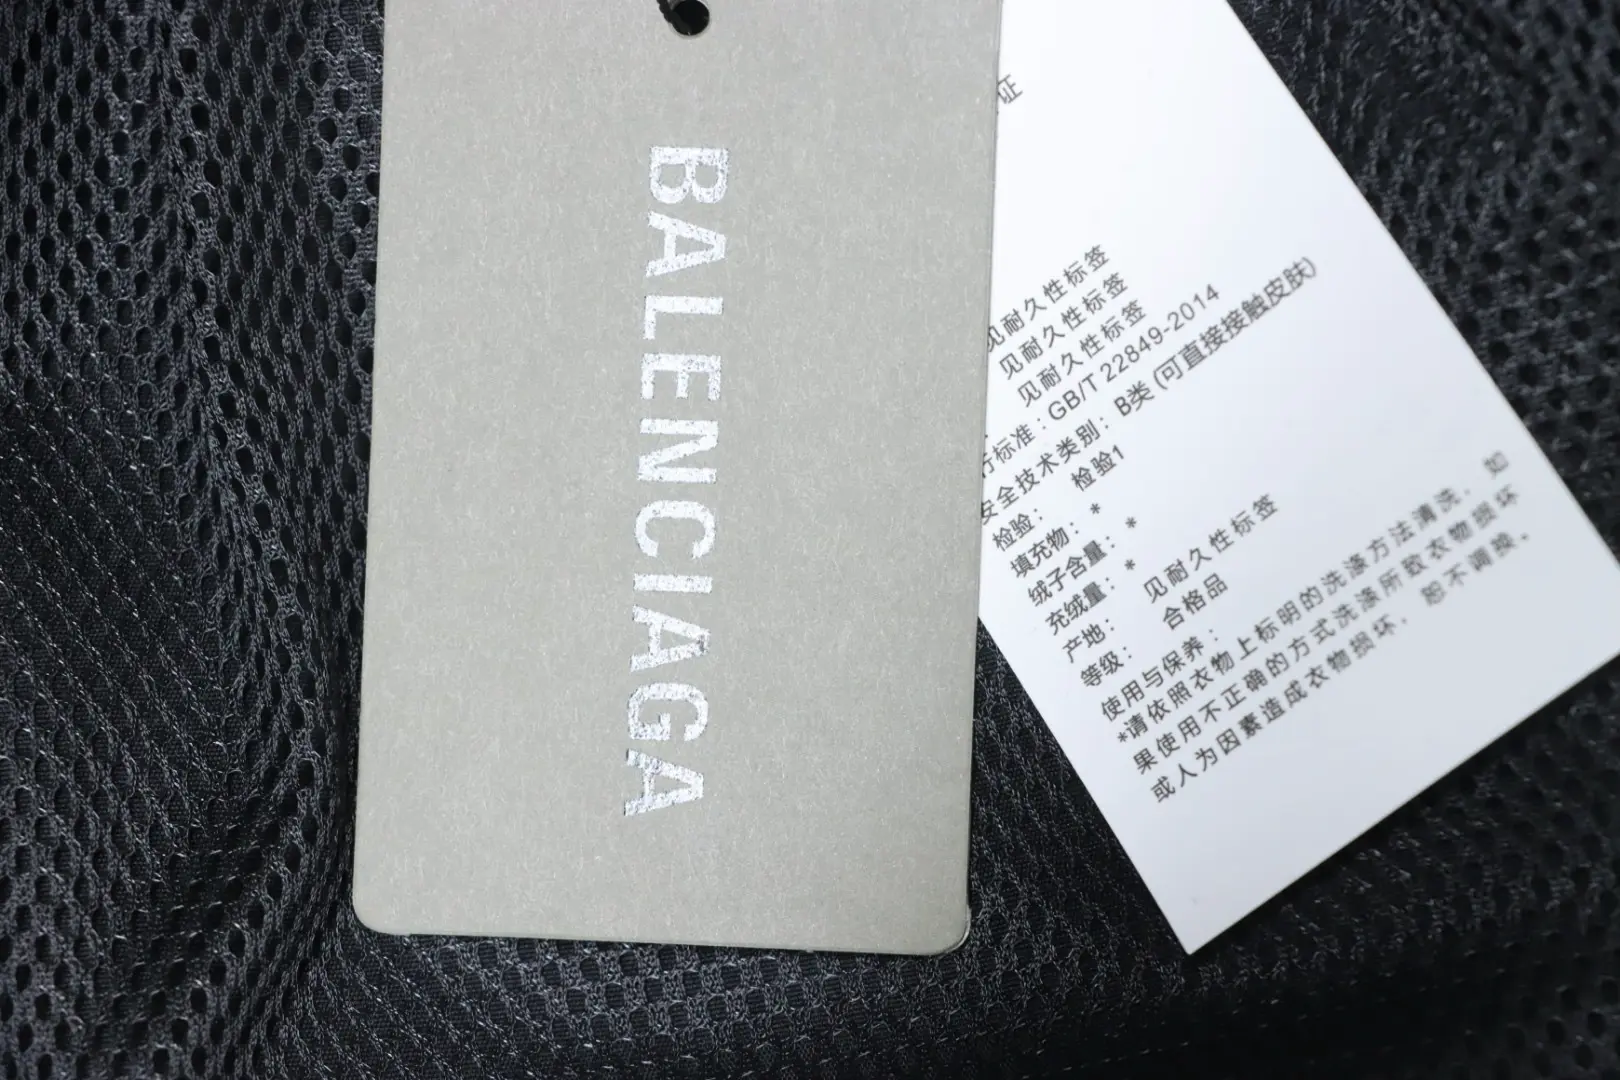 BALENCIAGA
证
见耐久性标签
见耐久性标签
见耐久性标签
行标准：GB/T 22849-2014
安全技术类别：B类 (可直接接触皮肤)
检验： 检验1
填充物： *
绒子含量： *
充绒量： *
产地： 见耐久性标签
等级： 合格品
使用与保养：
*请依照衣物上标明的洗涤方法清洗，如
果使用不正确的方式洗涤所致衣物损坏
或人为因素造成衣物损坏，恕不调换。